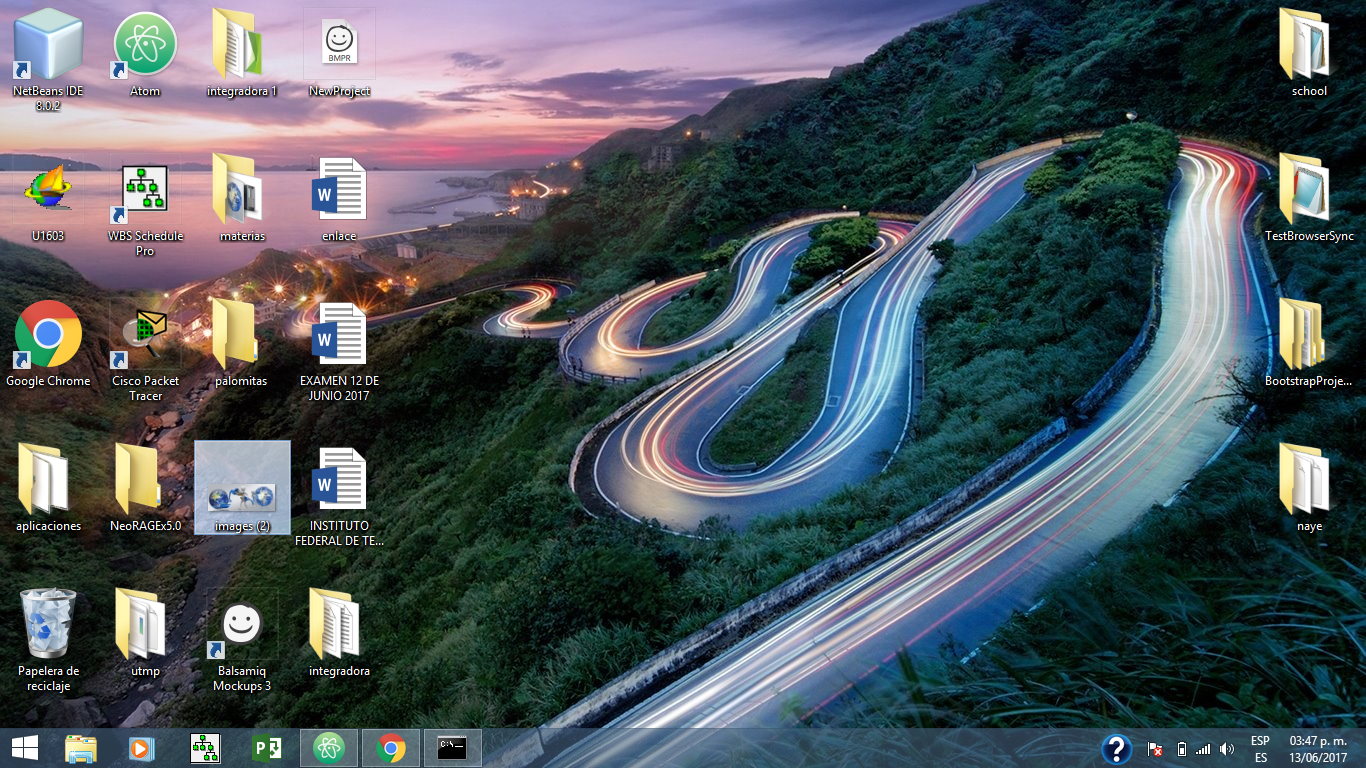 NetBeans IDE
8.0.2
Atom
integradora 1
BMPR
NewProject
school
U1603
WBS Schedule
Pro
materias
W
enlace
TestBrowserSync
Google Chrome
Cisco Packet
Tracer
palomitas
W
EXAMEN 12 DE
JUNIO 2017
BootstrapProje...
aplicaciones
NeoRAGEx5.0
images (2)
W
INSTITUTO
FEDERAL DE TE...
naye
Papelera de
reciclaje
utmp
Balsamiq
Mockups 3
integradora
P
C:\
?
ESP
ES
03:47 p. m.
13/06/2017